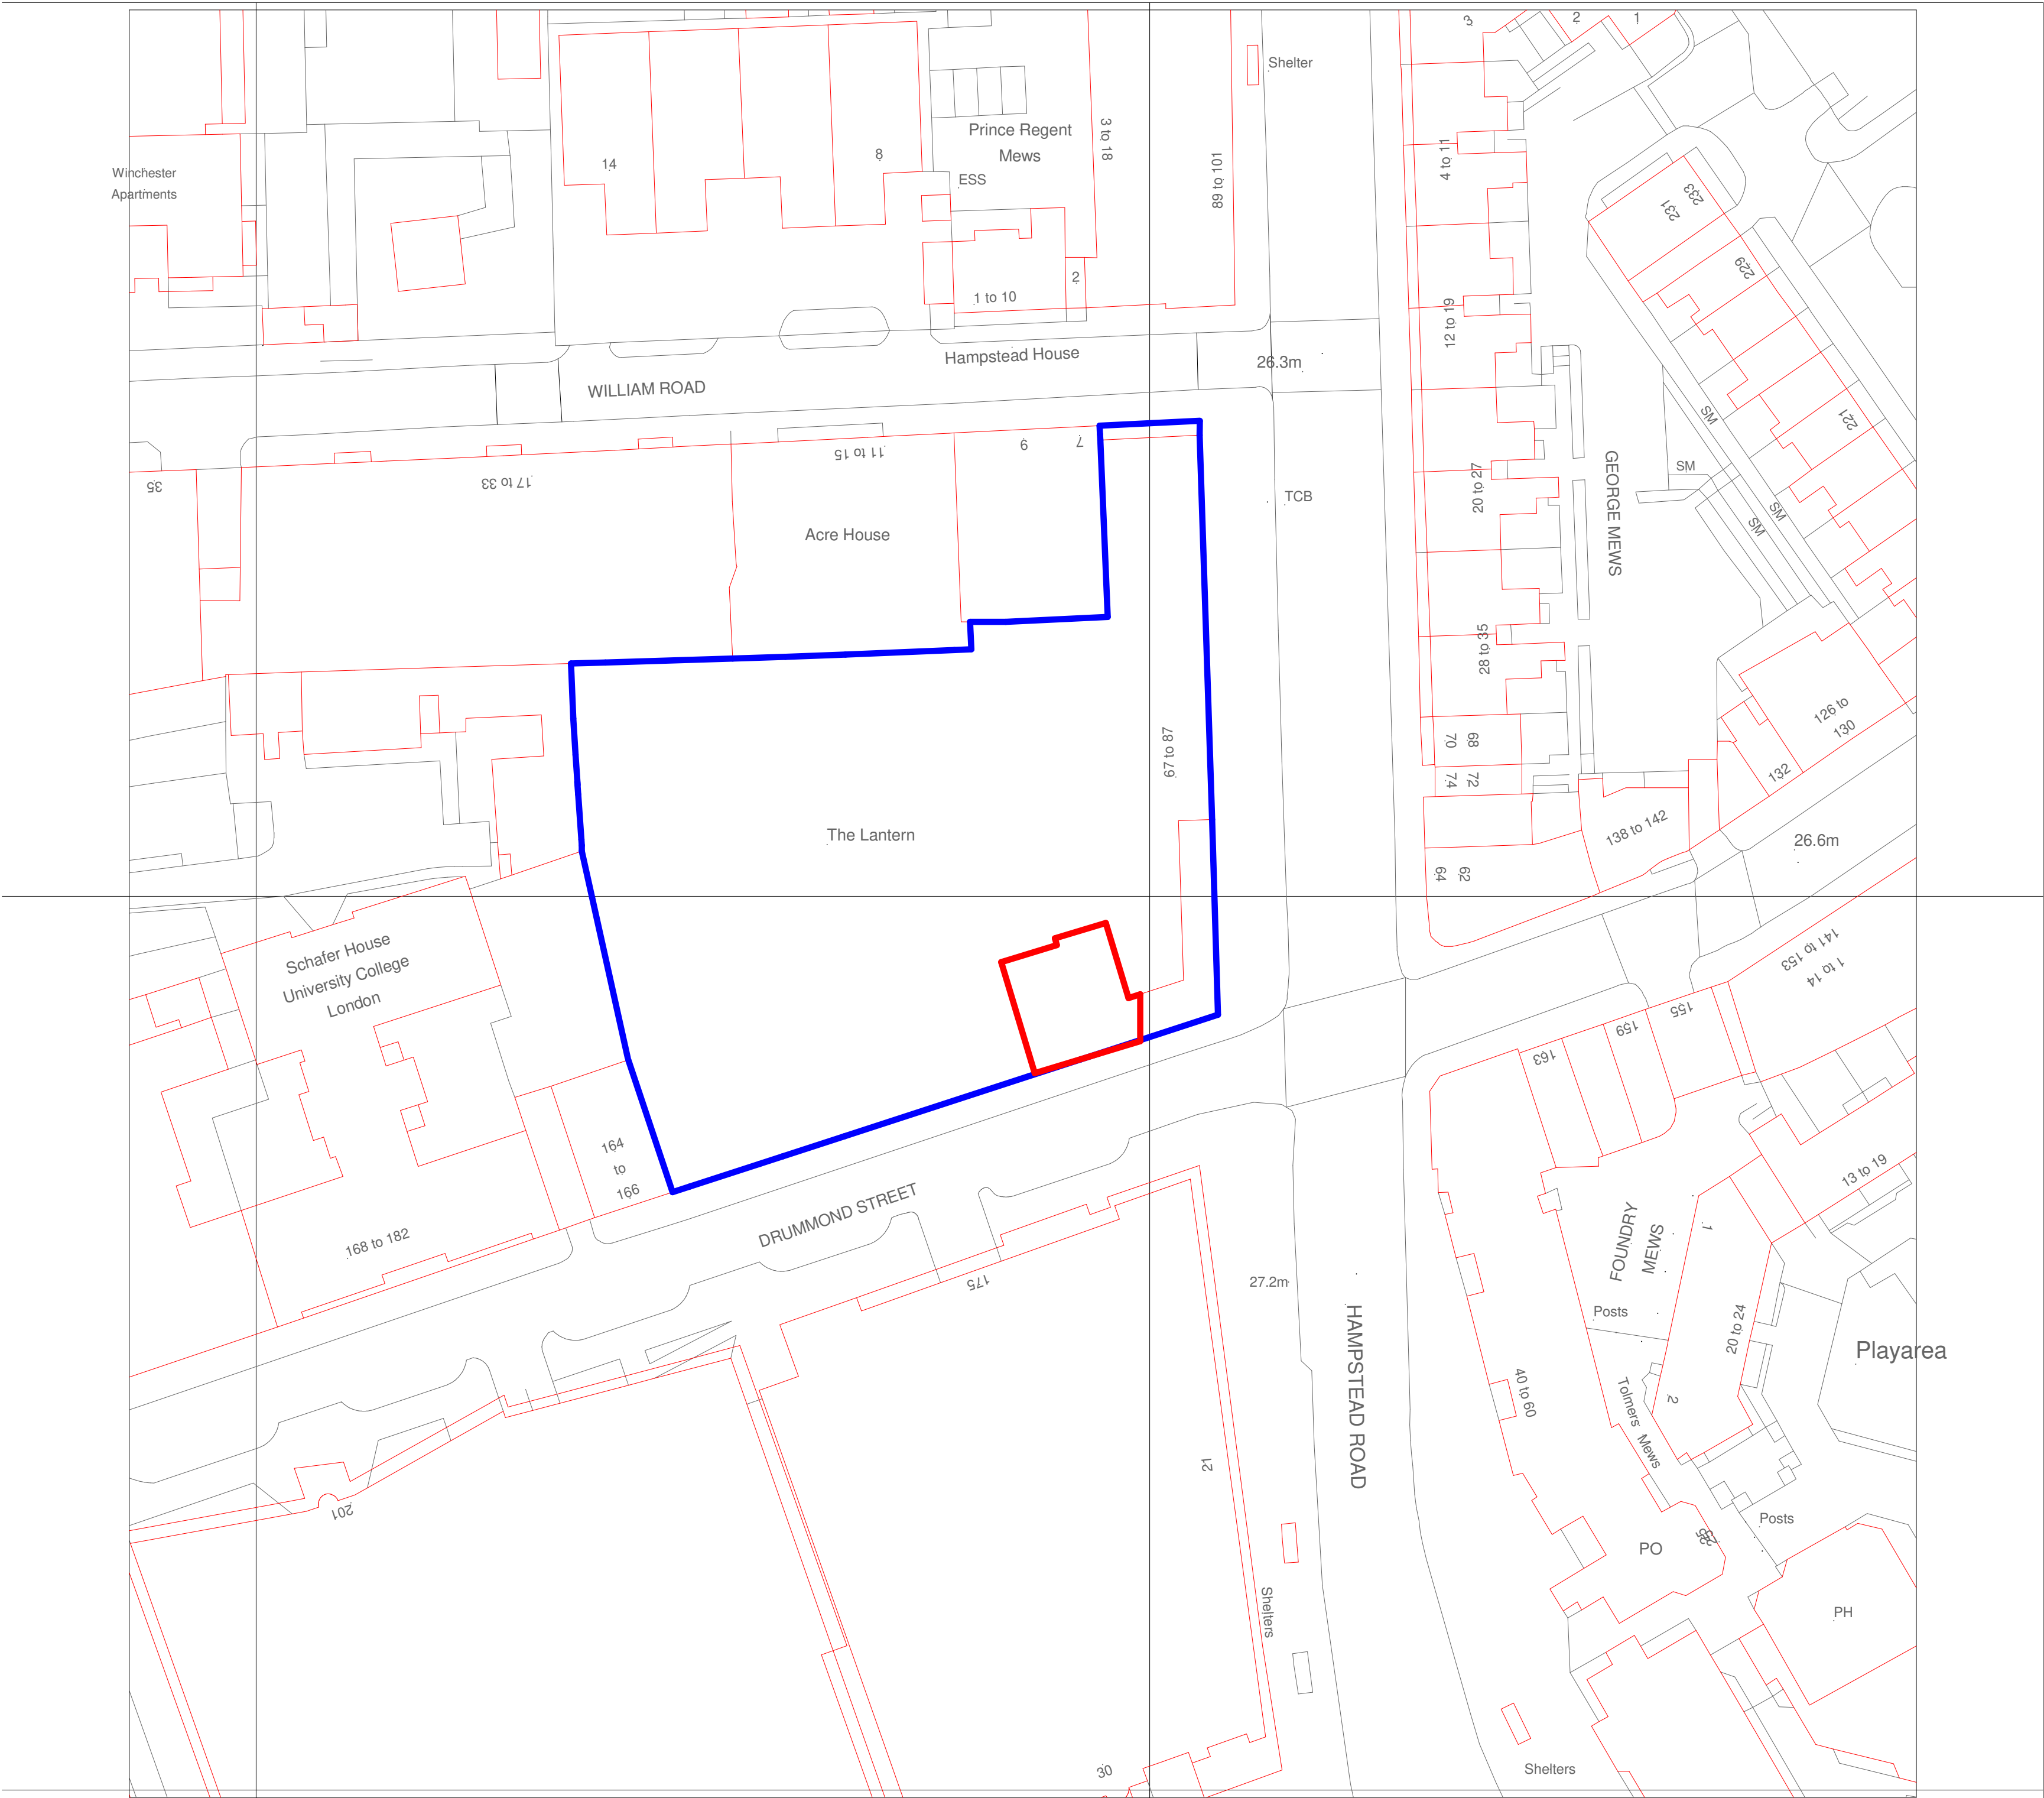 3
2
1
Shelter
Prince Regent
Mews
3 to 18
89 to 101
4 to 11
14
8
ESS
Winchester
Apartments
231
233
229
1 to 10
2
12 to 19
Hampstead House
26.3m
WILLIAM ROAD
221
SM
SM
SM
SM
35
17 to 33
11 to 15
9
7
Acre House
TCB
20 to 27
GEORGE MEWS
28 to 35
126 to
130
132
67 to 87
70
68
74
72
138 to 142
26.6m
The Lantern
64
62
Schafer House
University College
London
141 to 153
1 to 14
155
159
163
164
to
166
168 to 182
DRUMMOND STREET
175
13 to 19
FOUNDRY
MEWS
1
27.2m
HAMPSTEAD ROAD
Posts
20 to 24
Playarea
40 to 60
Tolmers Mews
2
21
201
Posts
PO
PH
Shelters
30
Shelters